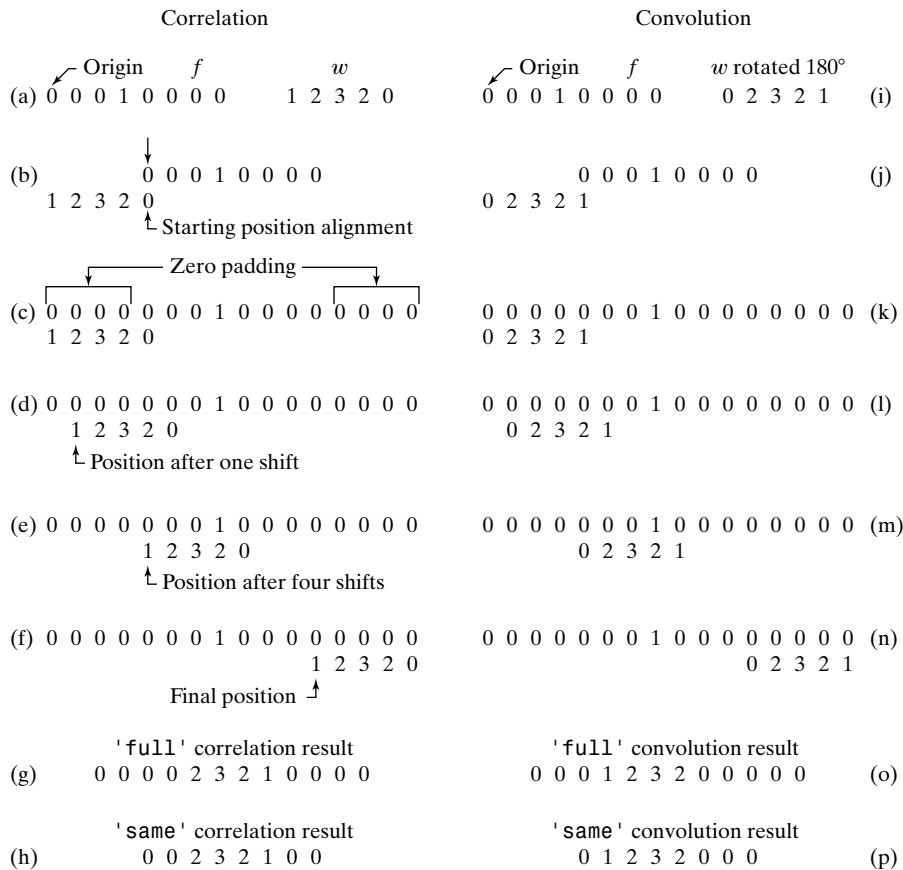 Correlation Convolution
Origin f w Origin f w rotated 180°
(a) 0 0 0 1 0 0 0 0 1 2 3 2 0 0 0 0 1 0 0 0 0 0 2 3 2 1 (i)
(b) 0 0 0 1 0 0 0 0 0 0 0 1 0 0 0 0 (j)
1 2 3 2 0 0 2 3 2 1
Starting position alignment
Zero padding
(c) 0 0 0 0 0 0 0 1 0 0 0 0 0 0 0 0 0 0 0 0 0 0 0 1 0 0 0 0 0 0 0 0 (k)
1 2 3 2 0 0 2 3 2 1
(d) 0 0 0 0 0 0 0 1 0 0 0 0 0 0 0 0 0 0 0 0 0 0 0 1 0 0 0 0 0 0 0 0 (l)
1 2 3 2 0 0 2 3 2 1
Position after one shift
(e) 0 0 0 0 0 0 0 1 0 0 0 0 0 0 0 0 0 0 0 0 0 0 0 1 0 0 0 0 0 0 0 0 (m)
1 2 3 2 0 0 2 3 2 1
Position after four shifts
(f) 0 0 0 0 0 0 0 1 0 0 0 0 0 0 0 0 0 0 0 0 0 0 0 1 0 0 0 0 0 0 0 0 (n)
1 2 3 2 0 0 2 3 2 1
Final position
'full' correlation result 'full' convolution result
(g) 0 0 0 0 2 3 2 1 0 0 0 0 0 0 0 1 2 3 2 0 0 0 0 0 (o)
'same' correlation result 'same' convolution result
(h) 0 0 2 3 2 1 0 0 0 1 2 3 2 0 0 0 (p)